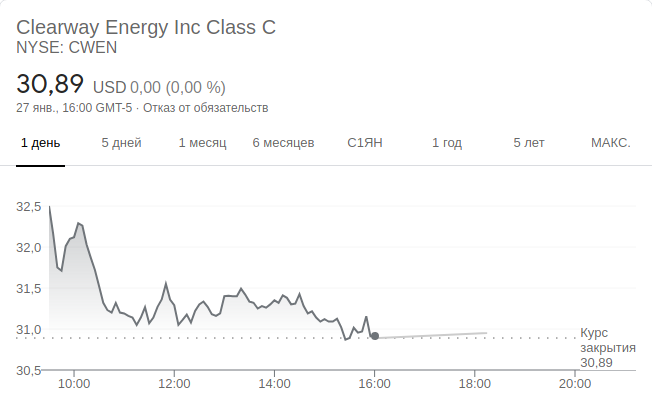 Clearway Energy Inc Class C
NYSE: CWEN
30,89 USD 0,00 (0,00 %)
27 янв., 16:00 GMT-5 · Отказ от обязательств
1 день 5 дней 1 месяц 6 месяцев С1ЯН 1 год 5 лет МАКС.
32,5
32,0
31,5
31,0
30,5
Курс
закрытия
30,89
10:00 12:00 14:00 16:00 18:00 20:00